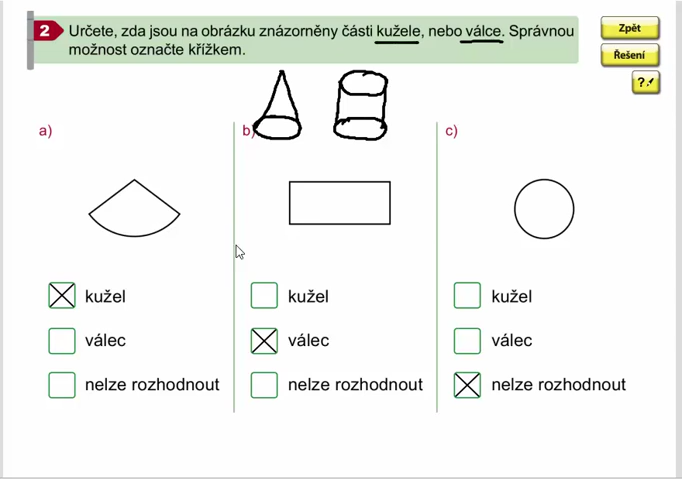 2 Určete, zda jsou na obrázku znázorněny části kužele, nebo válce. Správnou
možnost označte křížkem.
Zpět
Řešení
?
a)
b)
c)
kužel
kužel
kužel
válec
válec
válec
nelze rozhodnout
nelze rozhodnout
nelze rozhodnout